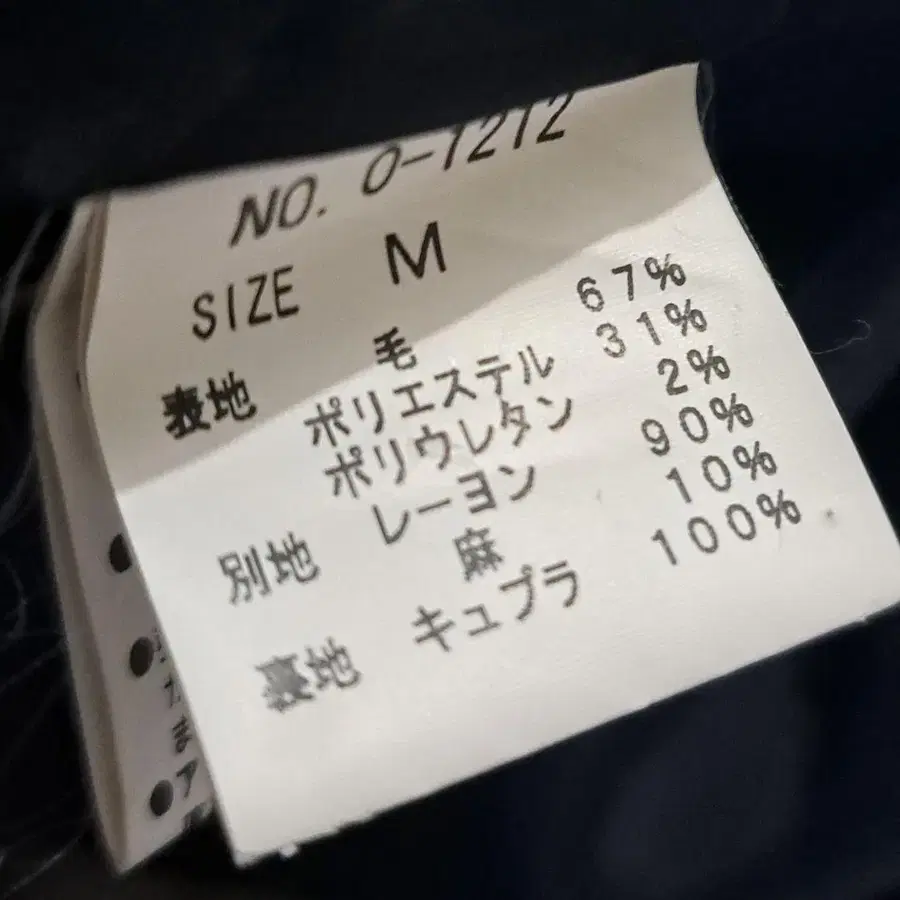 NO. 0-1212
SIZE M
表地 毛 67%
ポリエステル 31%
ポリウレタン 2%
別地 レーヨン 90%
麻 10%
裏地 キュプラ 100%